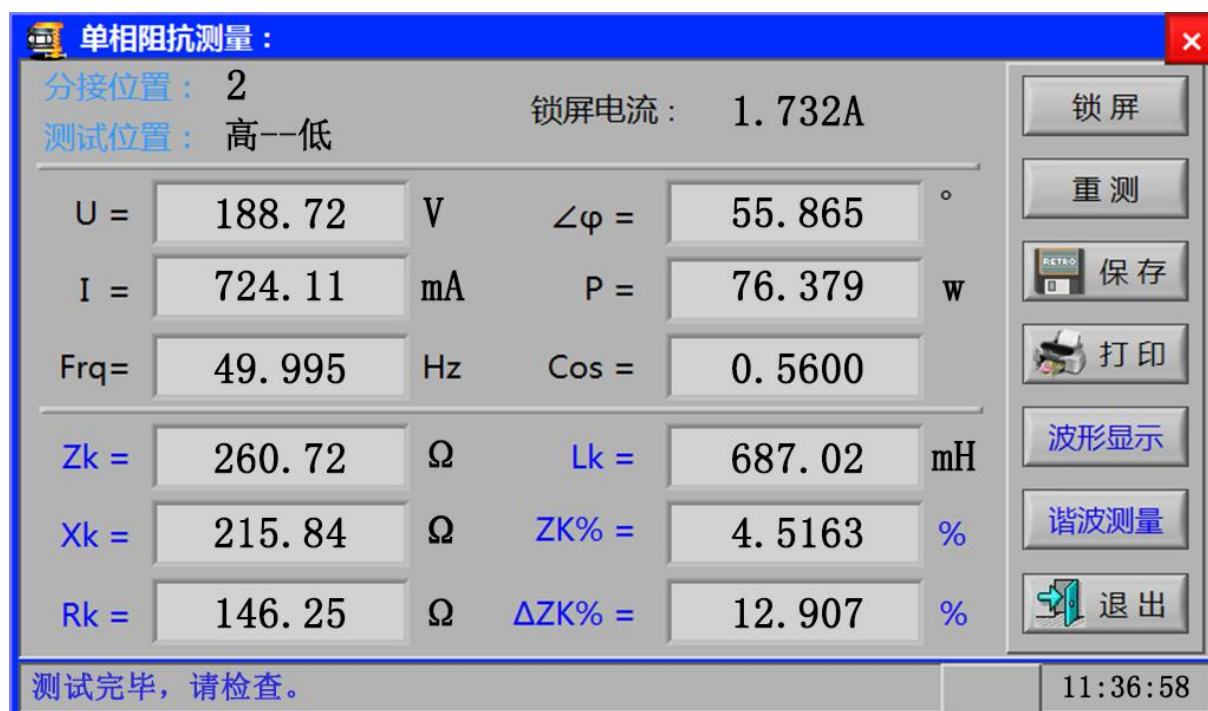 单相阻抗测量：
分接位置： 2
测试位置： 高--低
锁屏电流： 1.732A
U = 188.72 V
∠φ = 55.865 °
I = 724.11 mA
P = 76.379 w
Frq= 49.995 Hz
Cos = 0.5600
Zk = 260.72 Ω
Lk = 687.02 mH
Xk = 215.84 Ω
ZK% = 4.5163 %
Rk = 146.25 Ω
ΔZK% = 12.907 %
锁屏
重测
RETRO
保存
打印
波形显示
谐波测量
退出
测试完毕，请检查。
11:36:58